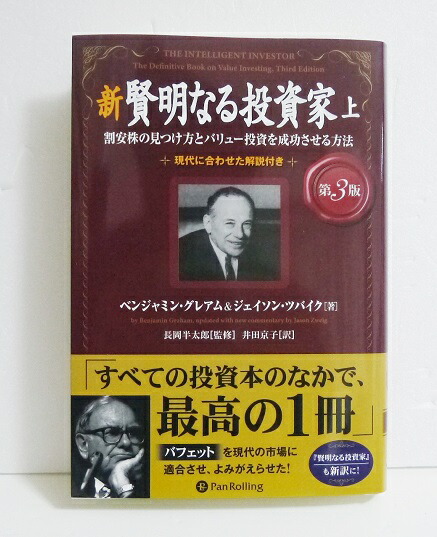 THE INTELLIGENT INVESTOR
The Definitive Book on Value Investing, Third Edition
新 賢明なる投資家 上
割安株の見つけ方とバリュー投資を成功させる方法
現代に合わせた解説付き
第3版
ベンジャミン・グレアム&ジェイソン・ツバイク[著]
by Benjamin Graham, updated with new commentary by Jason Zweig
長岡半太郎[監修] 井田京子[訳]
「すべての投資本のなかで、
最高の1冊」
バフェットを現代の市場に
適合させ、よみがえらせた!
『賢明なる投資家』
も新訳に!
PanRolling